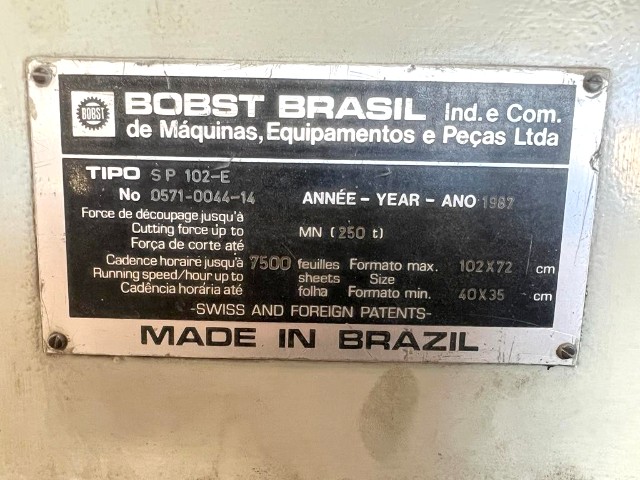 BOBST
BOBST BRASIL Ind. e Com.
de Máquinas, Equipamentos e Peças Ltda
TIPO SP 102-E
No 0571-0044-14 ANNÉE - YEAR - ANO 1987
Force de découpage jusqu'à
Cutting force up to MN (250 t)
Força de corte até
Cadence horaire jusqu'à 7500 feuilles Formato max. 102X72 cm
Running speed/hour up to sheets Size
Cadência horária até folha Formato min. 40X35 cm
-SWISS AND FOREIGN PATENTS-
MADE IN BRAZIL